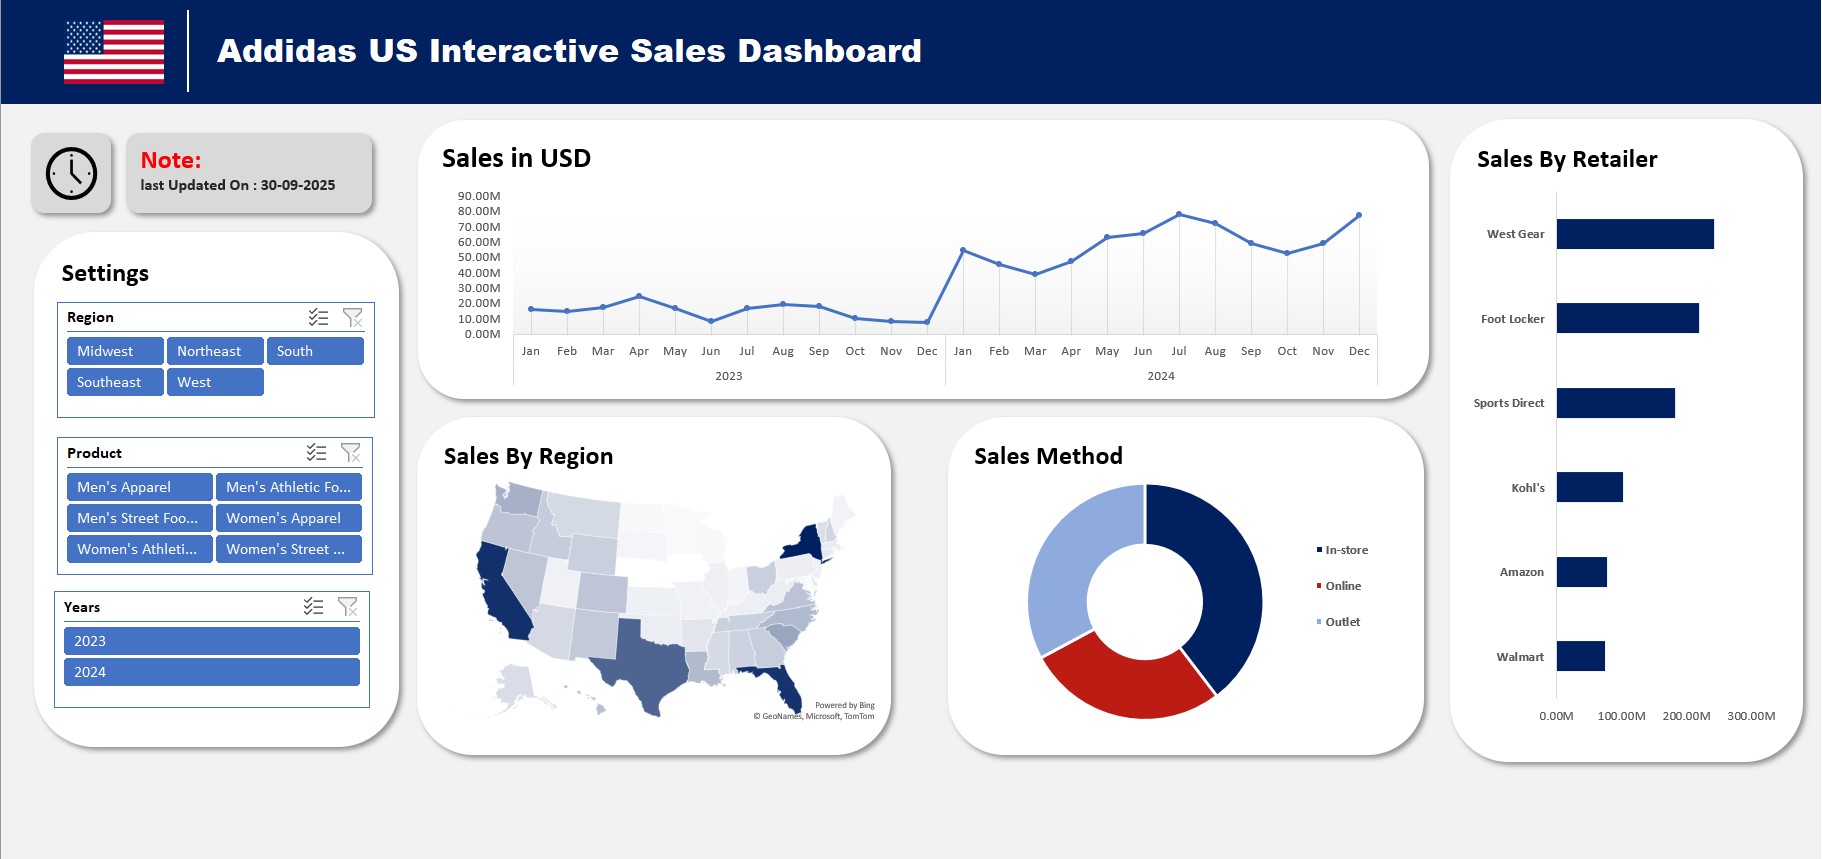 Addidas US Interactive Sales Dashboard
Note:
last Updated On : 30-09-2025
Settings
Region
Midwest
Northeast
South
Southeast
West
Product
Men's Apparel
Men's Athletic Fo...
Men's Street Foo...
Women's Apparel
Women's Athleti...
Women's Street ...
Years
2023
2024
Sales in USD
90.00M
80.00M
70.00M
60.00M
50.00M
40.00M
30.00M
20.00M
10.00M
0.00M
Jan Feb Mar Apr May Jun Jul Aug Sep Oct Nov Dec Jan Feb Mar Apr May Jun Jul Aug Sep Oct Nov Dec
2023 2024
Sales By Region
Powered by Bing
© GeoNames, Microsoft, TomTom
Sales Method
In-store
Online
Outlet
Sales By Retailer
West Gear
Foot Locker
Sports Direct
Kohl's
Amazon
Walmart
0.00M 100.00M 200.00M 300.00M